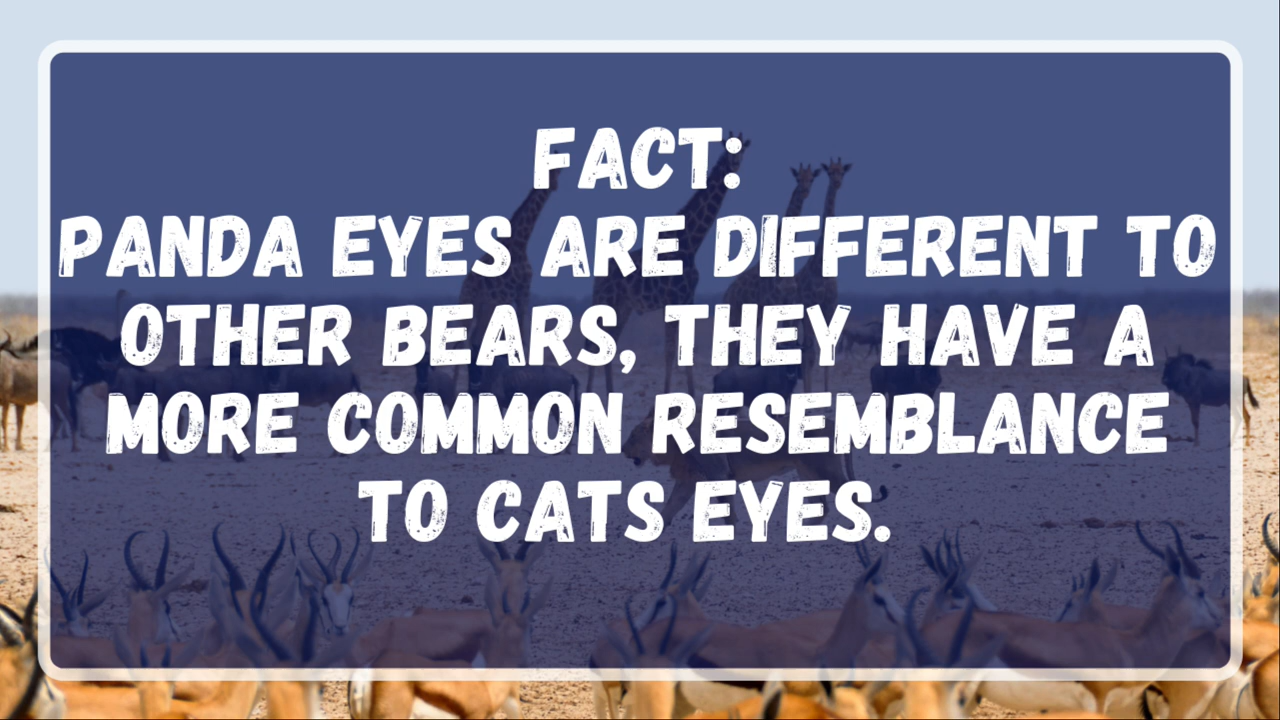 FACT:
PANDA EYES ARE DIFFERENT TO
OTHER BEARS, THEY HAVE A
MORE COMMON RESEMBLANCE
TO CATS EYES.